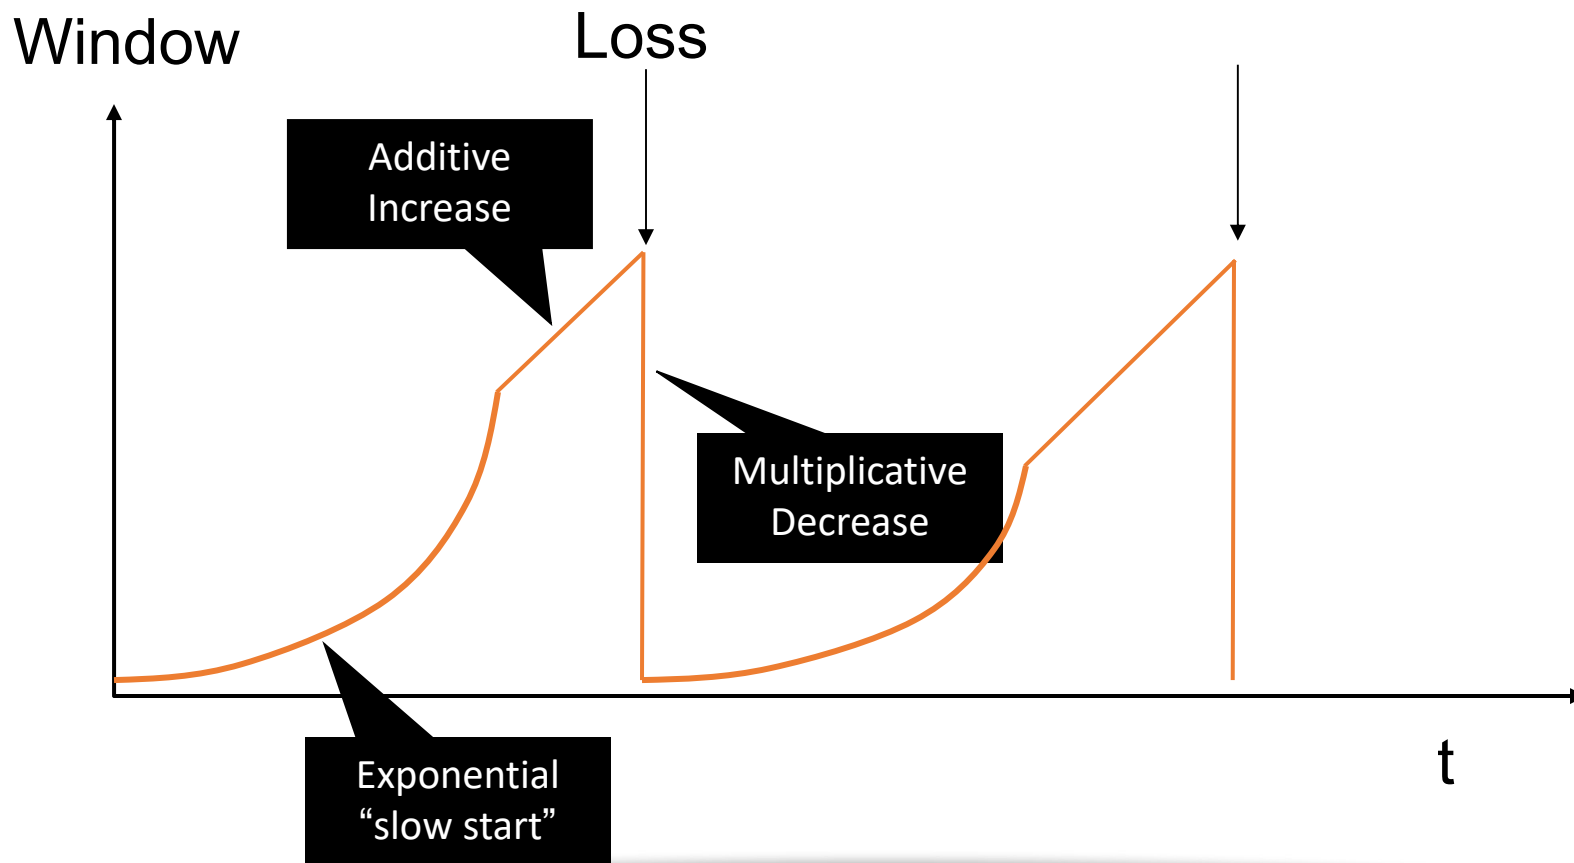 Window
Loss
Additive
Increase
Multiplicative
Decrease
Exponential
“slow start”
t